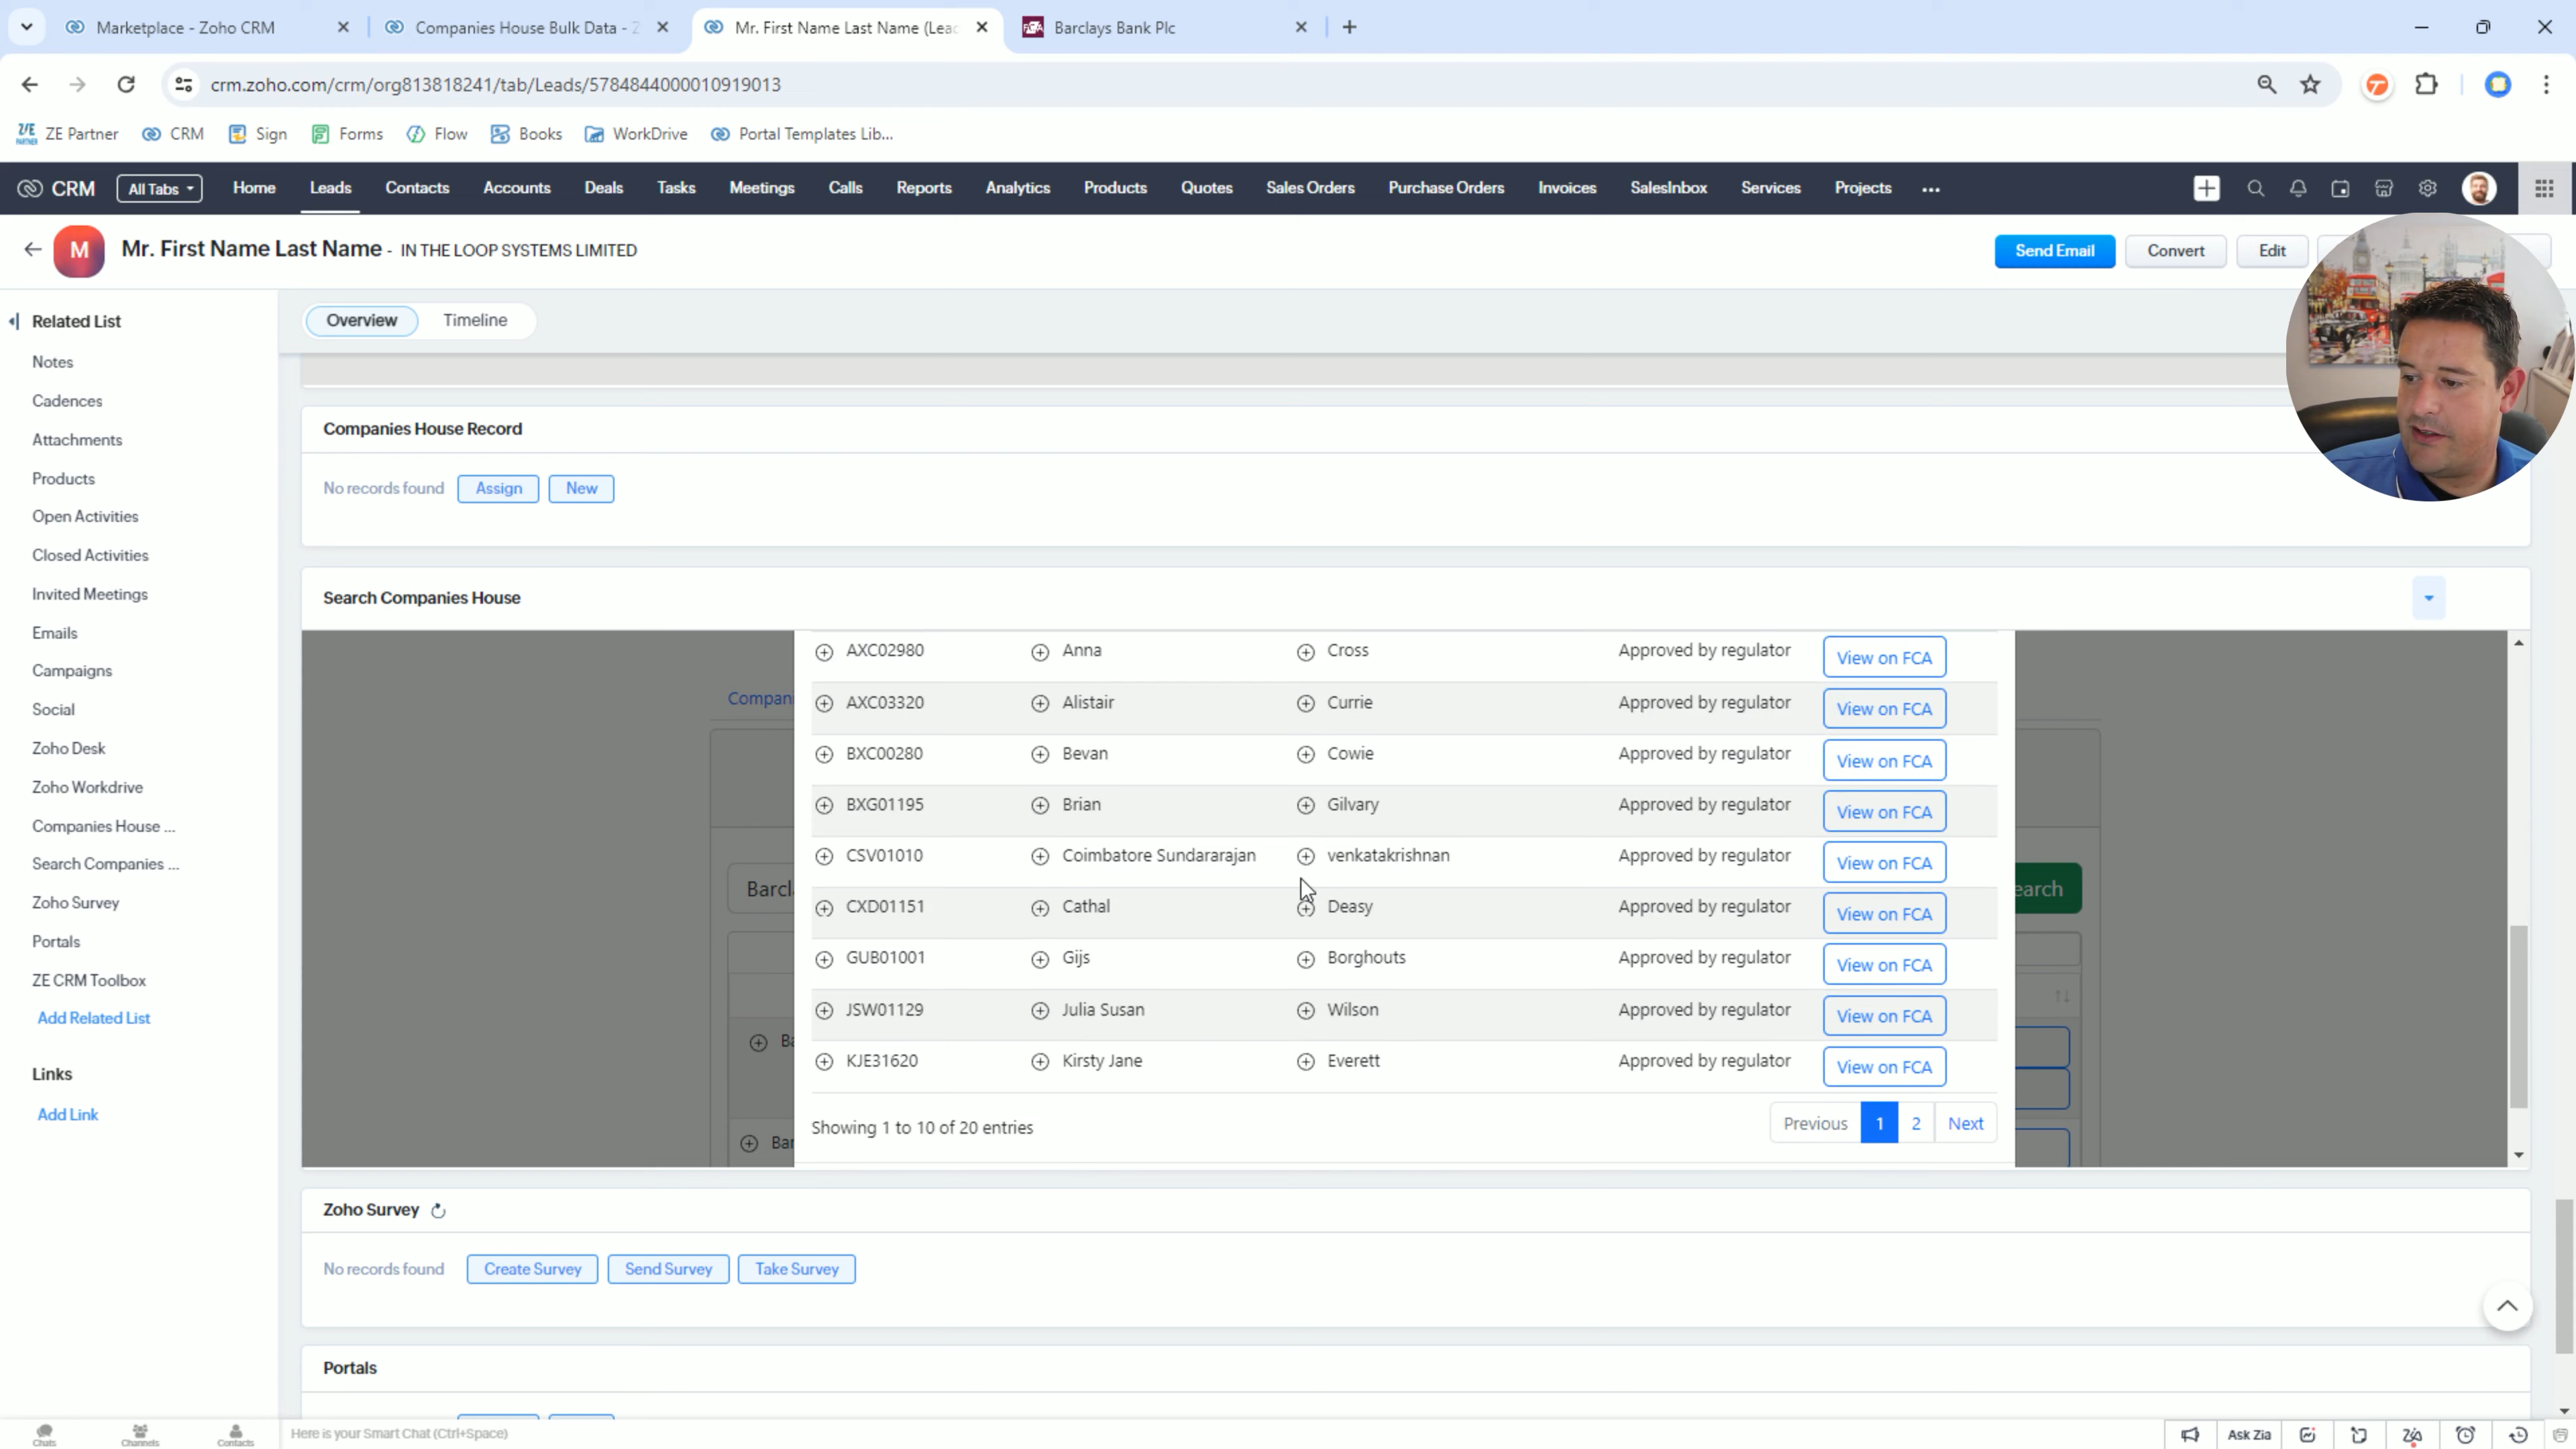 Marketplace - Zoho CRM
Companies House Bulk Data - Z
Mr. First Name Last Name (Lead
Barclays Bank Plc
crm.zoho.com/crm/org813818241/tab/Leads/5784844000010919013
ZE Partner
CRM
Sign
Forms
Flow
Books
WorkDrive
Portal Templates Lib...
CRM
All Tabs
Home
Leads
Contacts
Accounts
Deals
Tasks
Meetings
Calls
Reports
Analytics
Products
Quotes
Sales Orders
Purchase Orders
Invoices
SalesInbox
Services
Projects
M
Mr. First Name Last Name - IN THE LOOP SYSTEMS LIMITED
Send Email
Convert
Edit
Related List
Notes
Cadences
Attachments
Products
Open Activities
Closed Activities
Invited Meetings
Emails
Campaigns
Social
Zoho Desk
Zoho Workdrive
Companies House ...
Search Companies ...
Zoho Survey
Portals
ZE CRM Toolbox
Add Related List
Links
Add Link
Overview
Timeline
Companies House Record
No records found
Assign
New
Search Companies House
Compani
Barcl
earch
Ba
Bar
AXC02980 Anna Cross Approved by regulator View on FCA
AXC03320 Alistair Currie Approved by regulator View on FCA
BXC00280 Bevan Cowie Approved by regulator View on FCA
BXG01195 Brian Gilvary Approved by regulator View on FCA
CSV01010 Coimbatore Sundararajan venkatakrishnan Approved by regulator View on FCA
CXD01151 Cathal Deasy Approved by regulator View on FCA
GUB01001 Gijs Borghouts Approved by regulator View on FCA
JSW01129 Julia Susan Wilson Approved by regulator View on FCA
KJE31620 Kirsty Jane Everett Approved by regulator View on FCA
Showing 1 to 10 of 20 entries
Previous 1 2 Next
Zoho Survey
No records found
Create Survey
Send Survey
Take Survey
Portals
Chats
Channels
Contacts
Here is your Smart Chat (Ctrl+Space)
Ask Zia